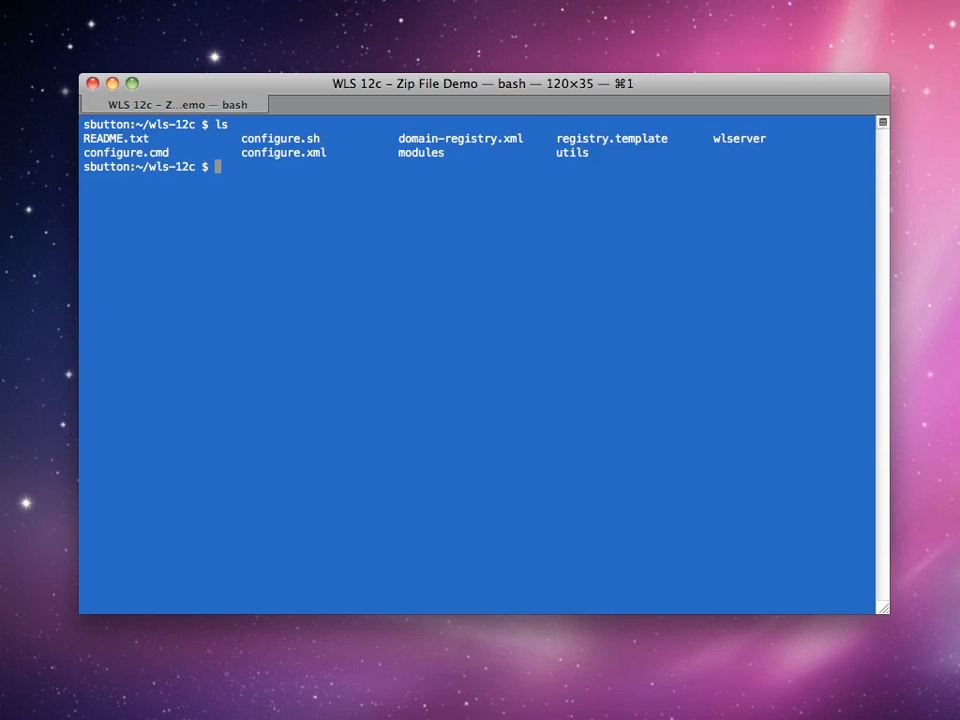 WLS 12c – Zip File Demo — bash — 120×35 — ⌘1
WLS 12c – Z...emo — bash
sbutton:~/wls-12c $ ls
README.txt configure.sh domain-registry.xml registry.template wlserver
configure.cmd configure.xml modules utils
sbutton:~/wls-12c $